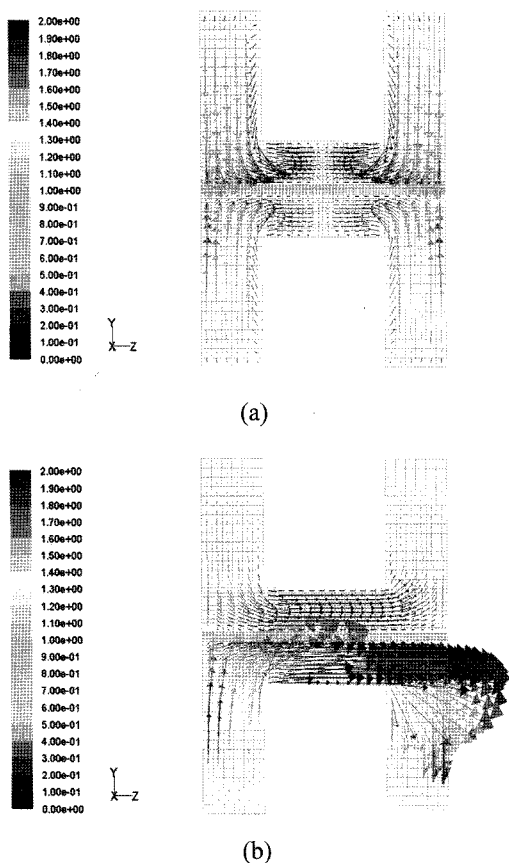 2.00e+00
1.90e+00
1.80e+00
1.70e+00
1.60e+00
1.50e+00
1.40e+00
1.30e+00
1.20e+00
1.10e+00
1.00e+00
9.00e-01
8.00e-01
7.00e-01
6.00e-01
5.00e-01
4.00e-01
3.00e-01
2.00e-01
1.00e-01
0.00e+00
Y
X Z
(a)
2.00e+00
1.90e+00
1.80e+00
1.70e+00
1.60e+00
1.50e+00
1.40e+00
1.30e+00
1.20e+00
1.10e+00
1.00e+00
9.00e-01
8.00e-01
7.00e-01
6.00e-01
5.00e-01
4.00e-01
3.00e-01
2.00e-01
1.00e-01
0.00e+00
Y
X Z
(b)